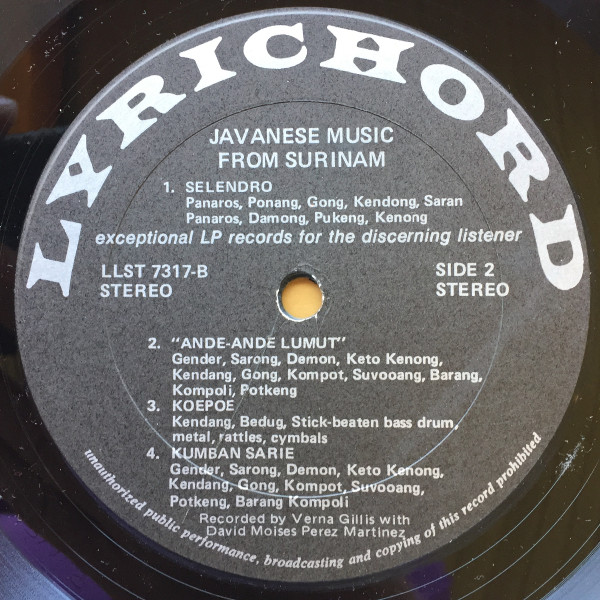 LYRICHORD
JAVANESE MUSIC
FROM SURINAM
1. SELENDRO
Panaros, Ponang, Gong, Kendong, Saran
Panaros, Damong, Pukeng, Kenong
exceptional LP records for the discerning listener
LLST 7317-B
STEREO
SIDE 2
STEREO
2. "ANDE-ANDE LUMUT"
Gender, Sarong, Demon, Keto Kenong,
Kendang, Gong, Kompot, Suvooang, Barang,
Kompoli, Potkeng
3. KOEPOE
Kendang, Bedug, Stick-beaten bass drum,
metal, rattles, cymbals
4. KUMBAN SARIE
Gender, Sarong, Demon, Keto Kenong,
Kendang, Gong, Kompot, Suvooang,
Potkeng, Barang Kompoli
Recorded by Verna Gillis with
David Moises Perez Martinez
unauthorized public performance, broadcasting and copying of this record prohibited